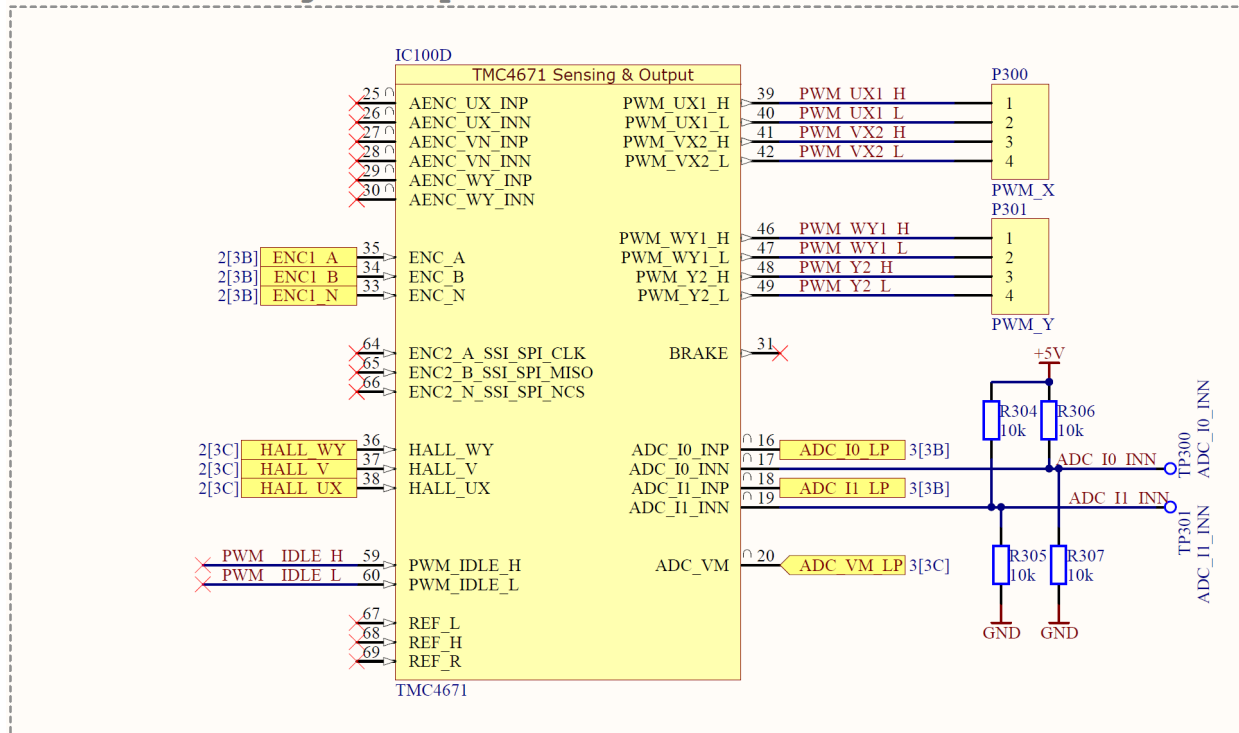 IC100D
TMC4671 Sensing & Output
25 AENC_UX_INP
26 AENC_UX_INN
27 AENC_VN_INP
28 AENC_VN_INN
29 AENC_WY_INP
30 AENC_WY_INN
2[3B] ENC1_A 35 ENC_A
2[3B] ENC1_B 34 ENC_B
2[3B] ENC1_N 33 ENC_N
64 ENC2_A_SSI_SPI_CLK
65 ENC2_B_SSI_SPI_MISO
66 ENC2_N_SSI_SPI_NCS
2[3C] HALL_WY 36 HALL_WY
2[3C] HALL_V 37 HALL_V
2[3C] HALL_UX 38 HALL_UX
PWM_IDLE_H 59 PWM_IDLE_H
PWM_IDLE_L 60 PWM_IDLE_L
67 REF_L
68 REF_H
69 REF_R
TMC4671
PWM_UX1_H 39 PWM_UX1_H
PWM_UX1_L 40 PWM_UX1_L
PWM_VX2_H 41 PWM_VX2_H
PWM_VX2_L 42 PWM_VX2_L
P300
1
2
3
4
PWM_X
PWM_WY1_H 46 PWM_WY1_H
PWM_WY1_L 47 PWM_WY1_L
PWM_Y2_H 48 PWM_Y2_H
PWM_Y2_L 49 PWM_Y2_L
P301
1
2
3
4
PWM_Y
BRAKE 31
ADC_I0_INP 16 ADC_I0_LP 3[3B]
ADC_I0_INN 17 ADC_I0_INN
ADC_I1_INP 18 ADC_I1_LP 3[3B]
ADC_I1_INN 19 ADC_I1_INN
ADC_VM 20 ADC_VM_LP 3[3C]
+5V
R304
10k
R306
10k
R305
10k
R307
10k
GND
GND
TP300
ADC_I0_INN
TP301
ADC_I1_INN